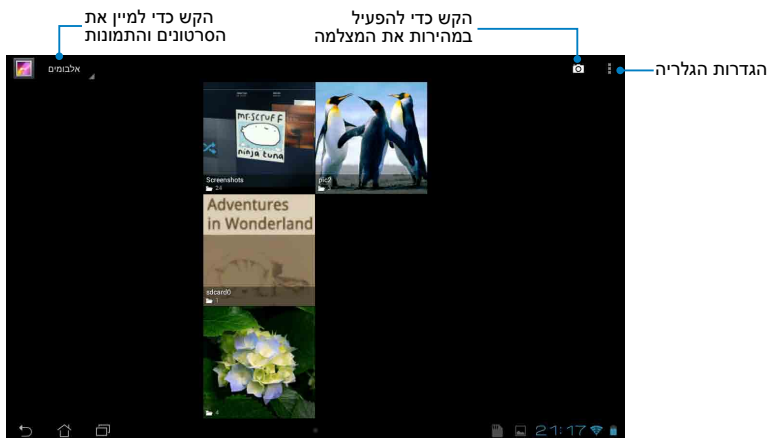 הקש כדי למיין את
הסרטונים והתמונות
הקש כדי להפעיל
במהירות את המצלמה
הגדרות הגלריה
אלבומים
mr.scruff
ninja tuna
Screenshots
24
pic2
Adventures
in Wonderland
sdcard0
1
4
21:17